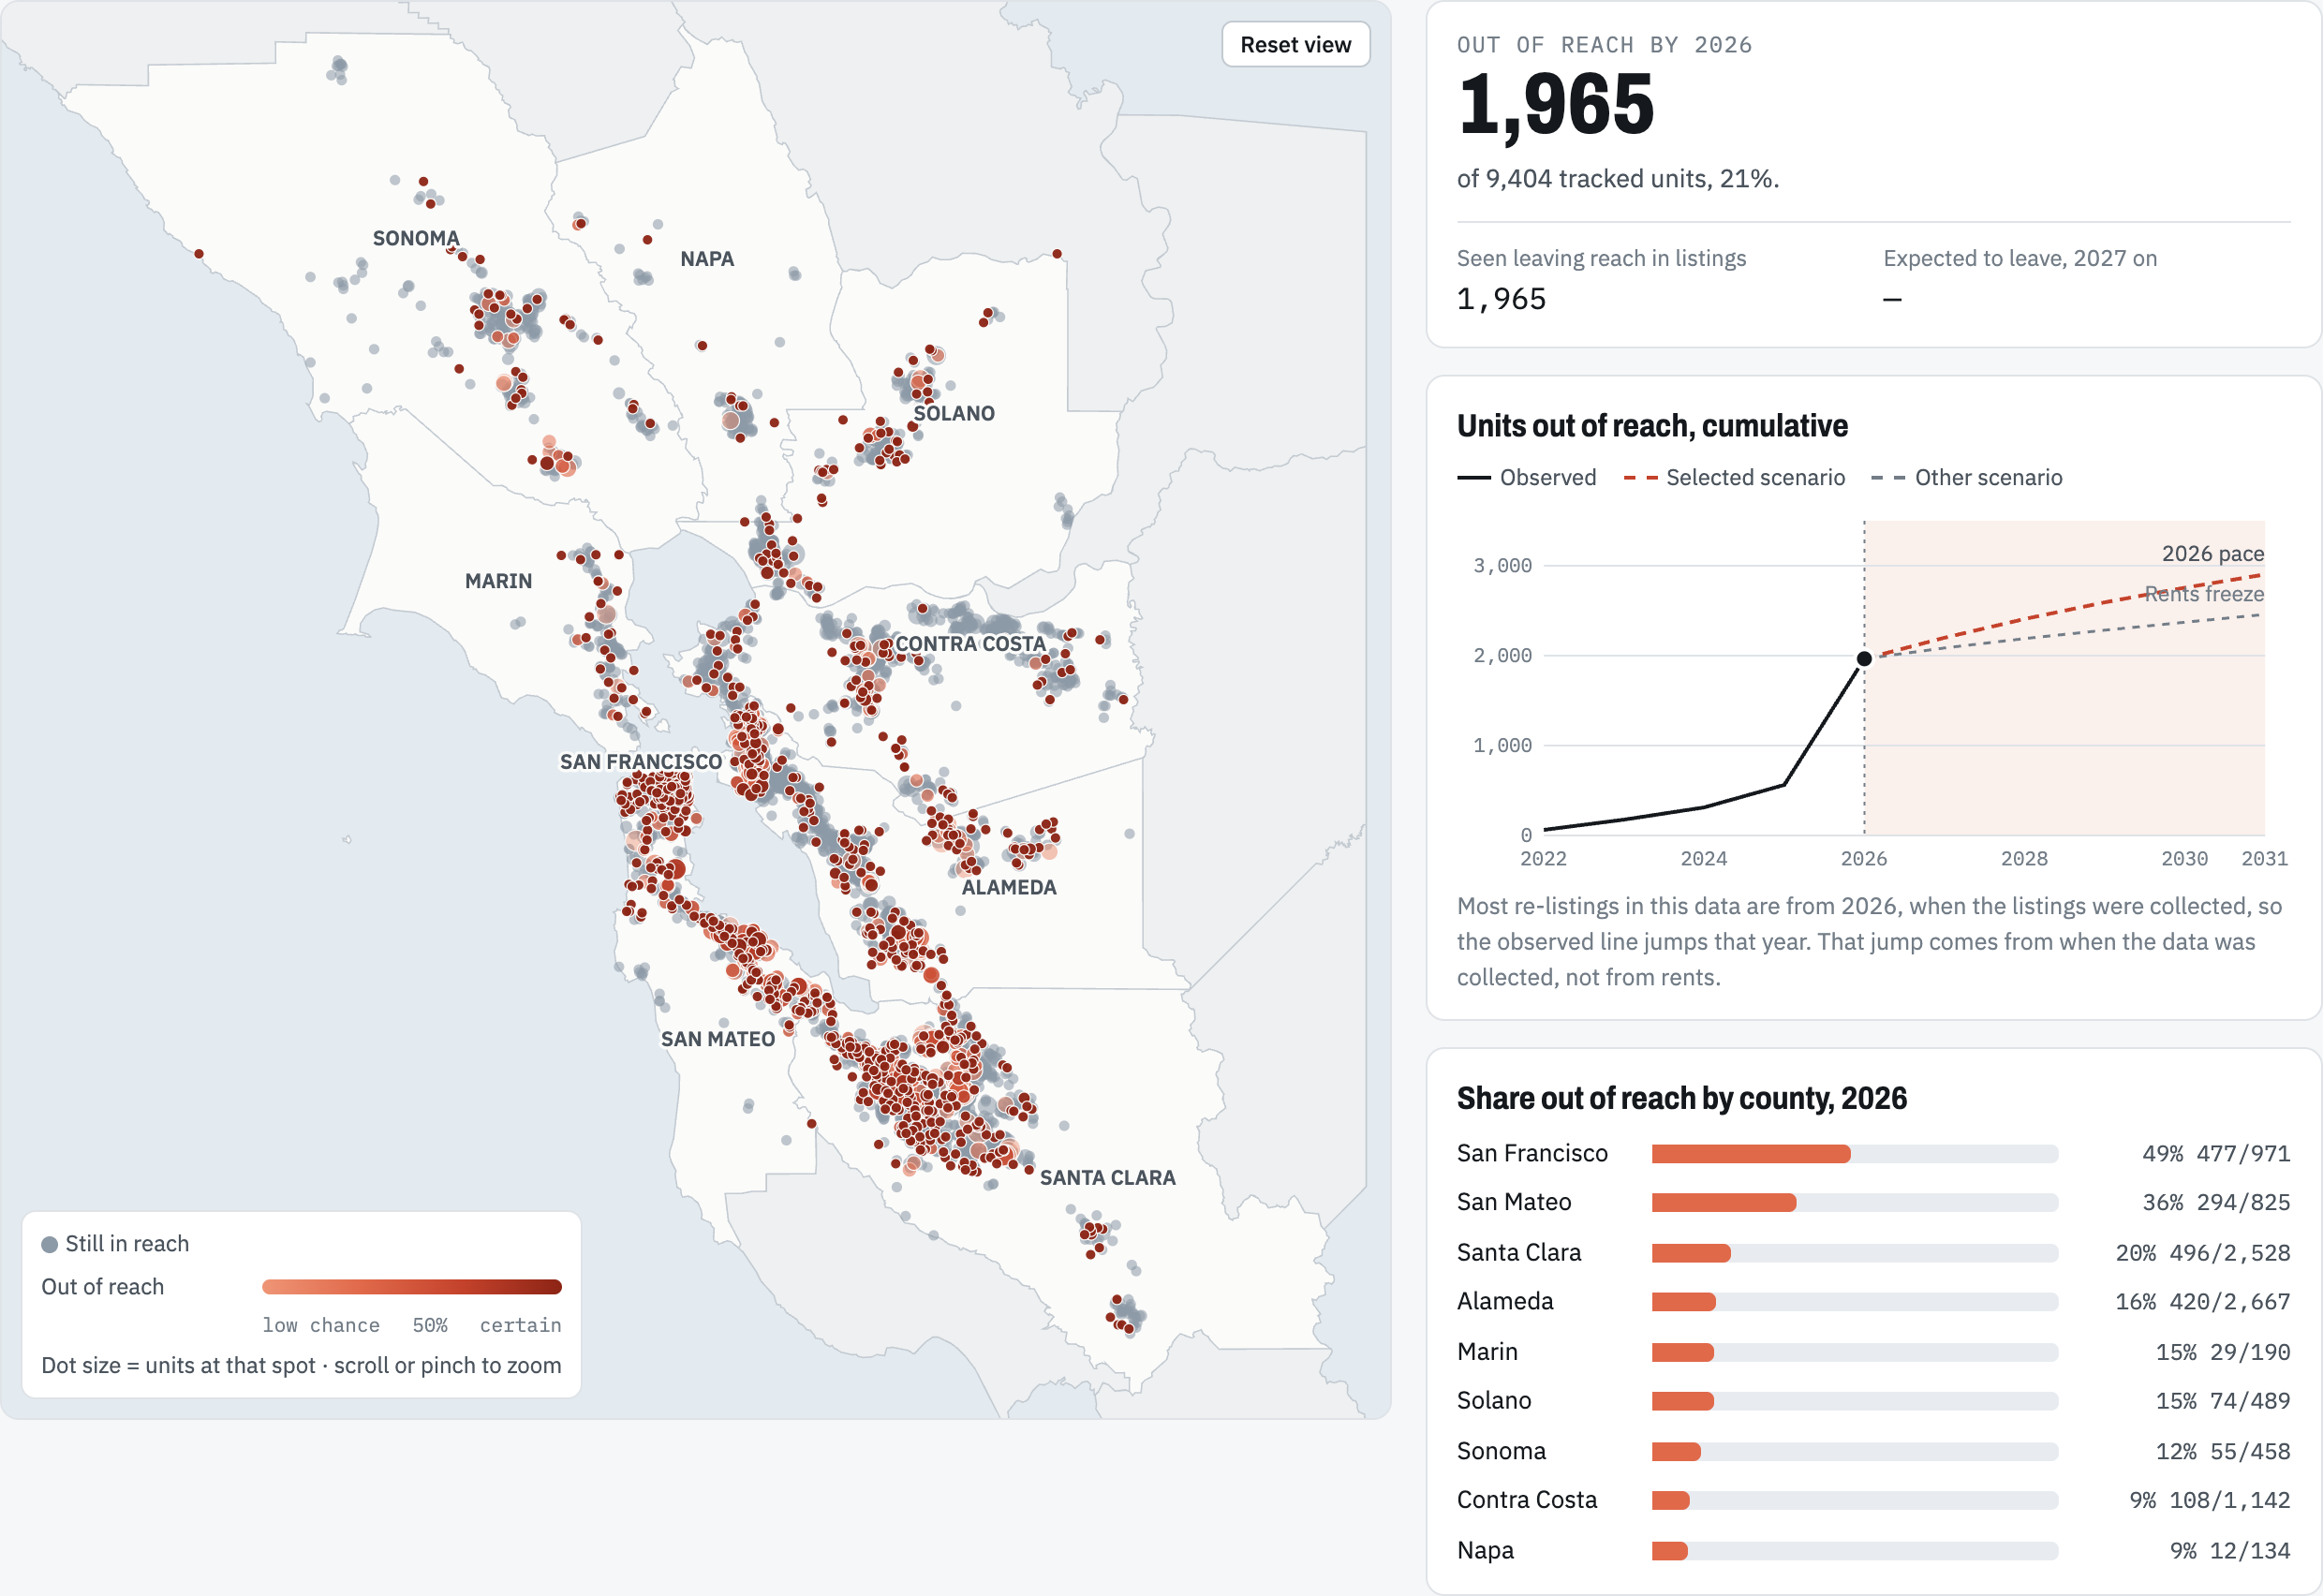 Reset view
SONOMA
NAPA
SOLANO
MARIN
CONTRA COSTA
SAN FRANCISCO
ALAMEDA
SAN MATEO
SANTA CLARA
Still in reach
Out of reach
low chance 50% certain
Dot size = units at that spot · scroll or pinch to zoom
OUT OF REACH BY 2026
1,965
of 9,404 tracked units, 21%.
Seen leaving reach in listings
1,965
Expected to leave, 2027 on
—
Units out of reach, cumulative
Observed Selected scenario Other scenario
2026 pace
Rents freeze
3,000
2,000
1,000
0
2022 2024 2026 2028 2030 2031
Most re-listings in this data are from 2026, when the listings were collected, so
the observed line jumps that year. That jump comes from when the data was
collected, not from rents.
Share out of reach by county, 2026
San Francisco 49% 477/971
San Mateo 36% 294/825
Santa Clara 20% 496/2,528
Alameda 16% 420/2,667
Marin 15% 29/190
Solano 15% 74/489
Sonoma 12% 55/458
Contra Costa 9% 108/1,142
Napa 9% 12/134